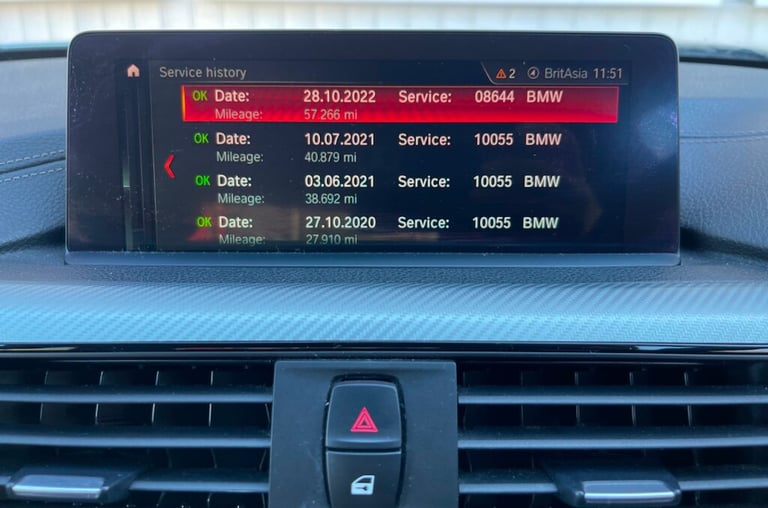 Service history
2 BritAsia 11:51
OK Date: 28.10.2022 Service: 08644 BMW
Mileage: 57.266 mi
OK Date: 10.07.2021 Service: 10055 BMW
Mileage: 40.879 mi
OK Date: 03.06.2021 Service: 10055 BMW
Mileage: 38.692 mi
OK Date: 27.10.2020 Service: 10055 BMW
Mileage: 27.910 mi